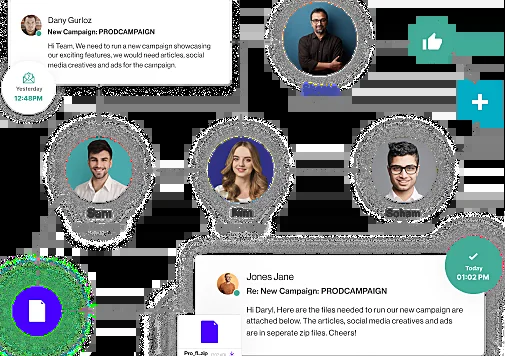 Dany Gurloz
New Campaign: PRODCAMPAIGN
Hi Team, We need to run a new campaign showcasing
our exciting features, we would need articles, social
media creatives and ads for the campaign.
Yesterday
12:48PM
Sam
Kim
Soham
Today
01:02 PM
Jones Jane
Re: New Campaign: PRODCAMPAIGN
Hi Daryl, Here are the files needed to run our new campaign are
attached below. The articles, social media creatives and ads
are in seperate zip files. Cheers!
Pro_fl.zip